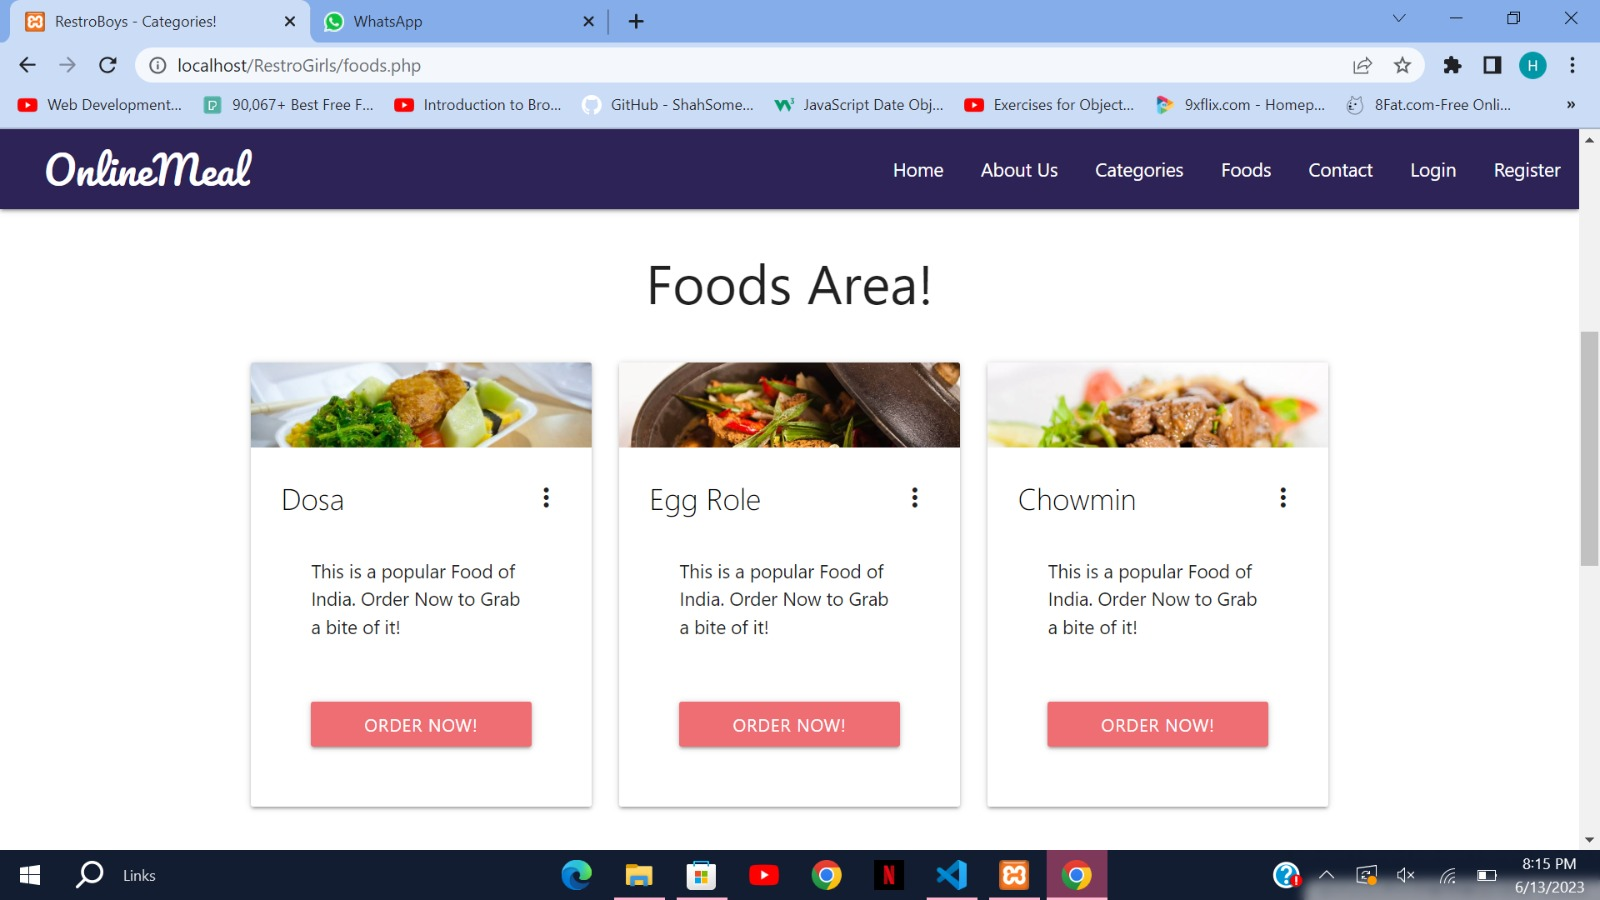 RestroBoys - Categories!
WhatsApp
localhost/RestroGirls/foods.php
H
Web Development...
90,067+ Best Free F...
Introduction to Bro...
GitHub - ShahSome...
JavaScript Date Obj...
Exercises for Object...
9xflix.com - Homep...
8Fat.com-Free Onli...
»
OnlineMeal
Home
About Us
Categories
Foods
Contact
Login
Register
Foods Area!
Dosa
This is a popular Food of
India. Order Now to Grab
a bite of it!
ORDER NOW!
Egg Role
This is a popular Food of
India. Order Now to Grab
a bite of it!
ORDER NOW!
Chowmin
This is a popular Food of
India. Order Now to Grab
a bite of it!
ORDER NOW!
Links
8:15 PM
6/13/2023